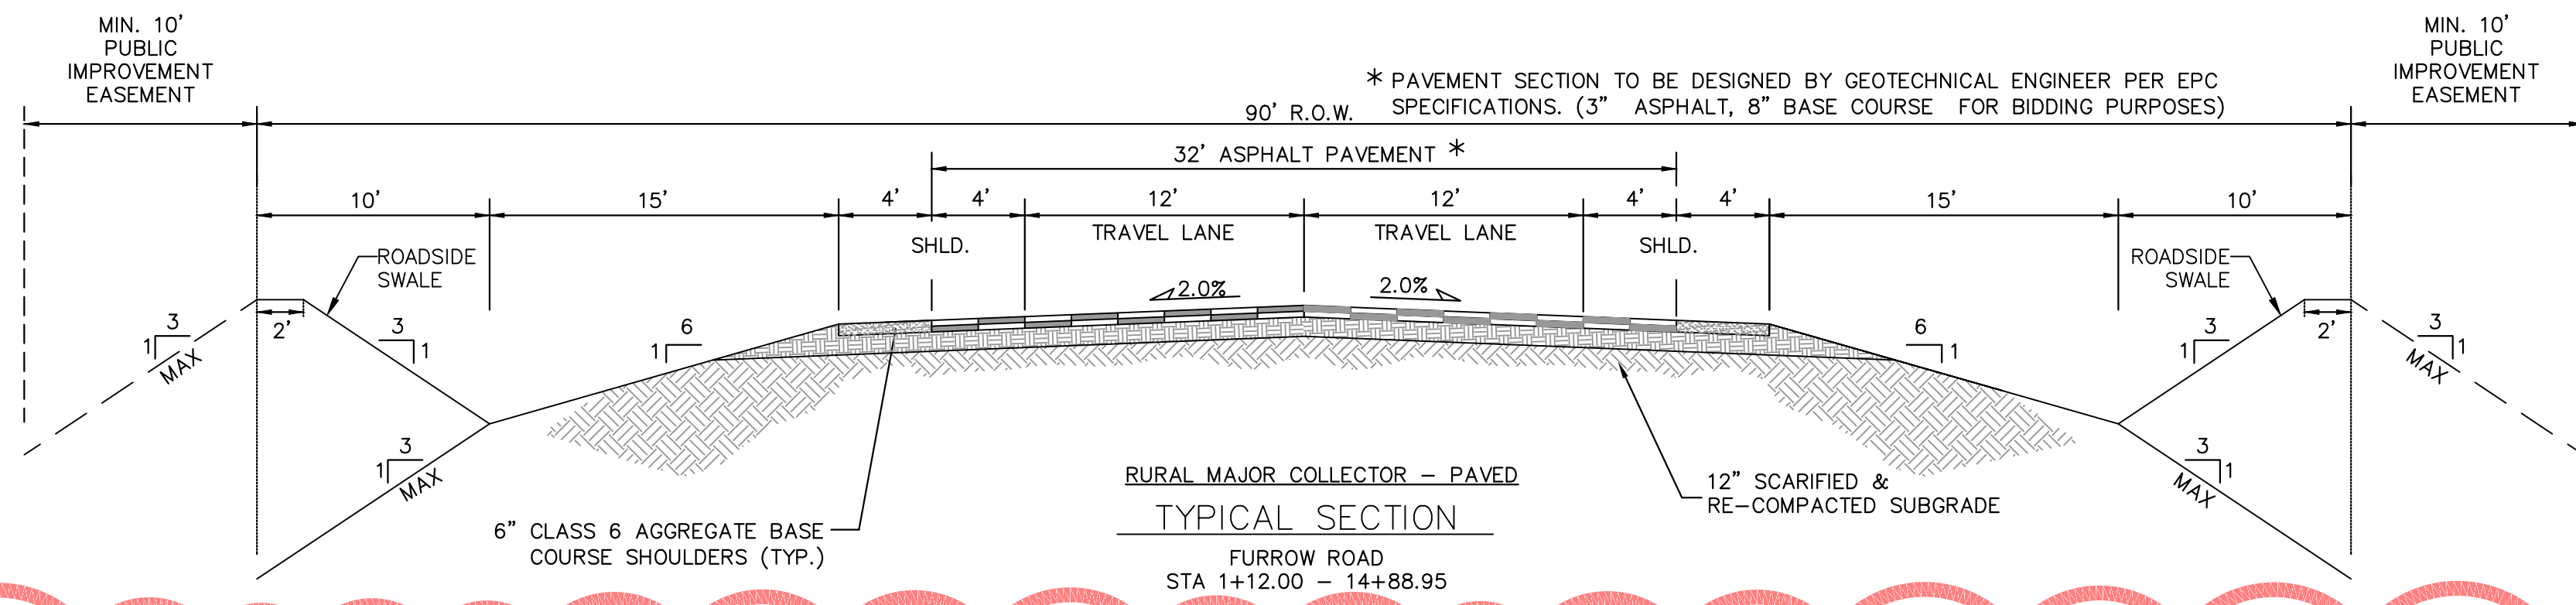 MIN. 10'
PUBLIC
IMPROVEMENT
EASEMENT
MIN. 10'
PUBLIC
IMPROVEMENT
EASEMENT
* PAVEMENT SECTION TO BE DESIGNED BY GEOTECHNICAL ENGINEER PER EPC
SPECIFICATIONS. (3" ASPHALT, 8" BASE COURSE FOR BIDDING PURPOSES)
90' R.O.W.
32' ASPHALT PAVEMENT *
10' 15' 4' 4' 12' 12' 4' 4' 15' 10'
SHLD. TRAVEL LANE TRAVEL LANE SHLD.
ROADSIDE
SWALE
ROADSIDE
SWALE
2.0% 2.0%
3
1
MAX
2'
3
1
6
1
6
1
3
1
2'
3
1
MAX
3
1
MAX
3
1
MAX
6" CLASS 6 AGGREGATE BASE
COURSE SHOULDERS (TYP.)
12" SCARIFIED &
RE-COMPACTED SUBGRADE
RURAL MAJOR COLLECTOR – PAVED
TYPICAL SECTION
FURROW ROAD
STA 1+12.00 – 14+88.95